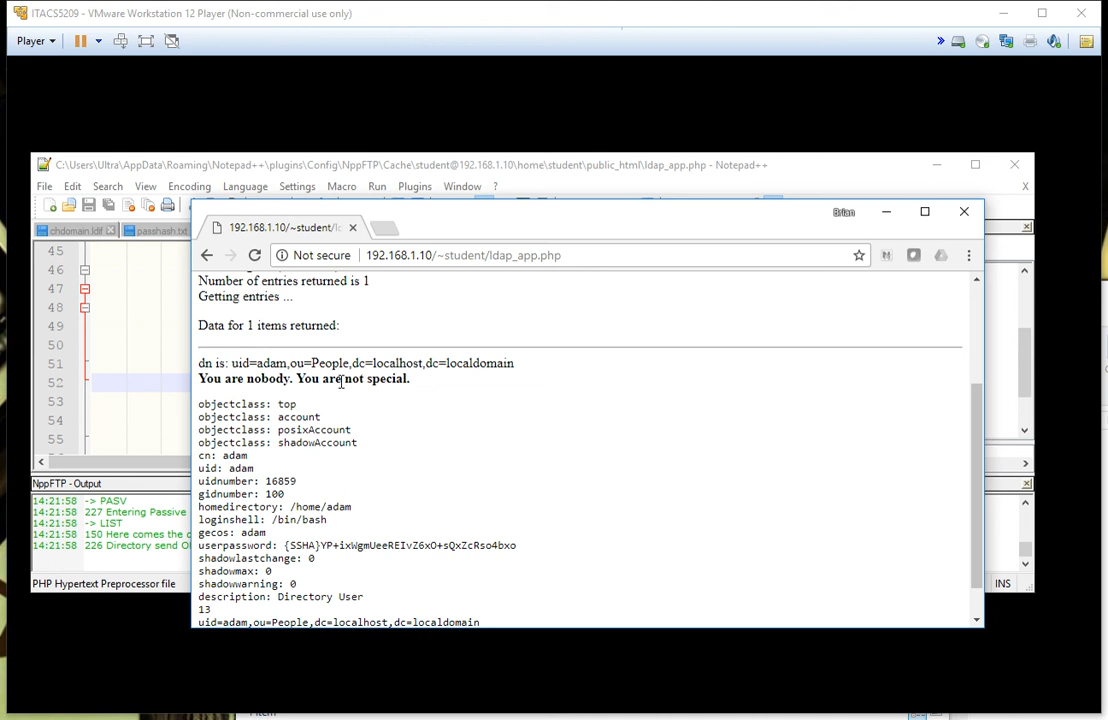 ITACS5209 - VMware Workstation 12 Player (Non-commercial use only)
Player
C:\Users\Ultra\AppData\Roaming\Notepad++\plugins\Config\NppFTP\Cache\student@192.168.1.10\home\student\public_html\ldap_app.php - Notepad++
File Edit Search View Encoding Language Settings Macro Run Plugins Window ?
X
chdomain.ldif
passhash.txt
192.168.1.10/~student/
Brian
Not secure
192.168.1.10/~student/ldap_app.php
45
46
47
48
49
50
51
52
53
54
55
Number of entries returned is 1
Getting entries ...
Data for 1 items returned:
dn is: uid=adam,ou=People,dc=localhost,dc=localdomain
You are nobody. You are not special.
objectclass: top
objectclass: account
objectclass: posixAccount
objectclass: shadowAccount
cn: adam
uid: adam
uidnumber: 16859
gidnumber: 100
homedirectory: /home/adam
loginshell: /bin/bash
gecos: adam
userpassword: {SSHA}YP+ixWgmUeeREIvZ6xO+sQxZcRso4bxo
shadowlastchange: 0
shadowmax: 0
shadowwarning: 0
description: Directory User
13
uid=adam,ou=People,dc=localhost,dc=localdomain
NppFTP - Output
14:21:58 -> PASV
14:21:58 227 Entering Passive
14:21:58 -> LIST
14:21:58 150 Here comes the
14:21:58 226 Directory send
PHP Hypertext Preprocessor file
INS